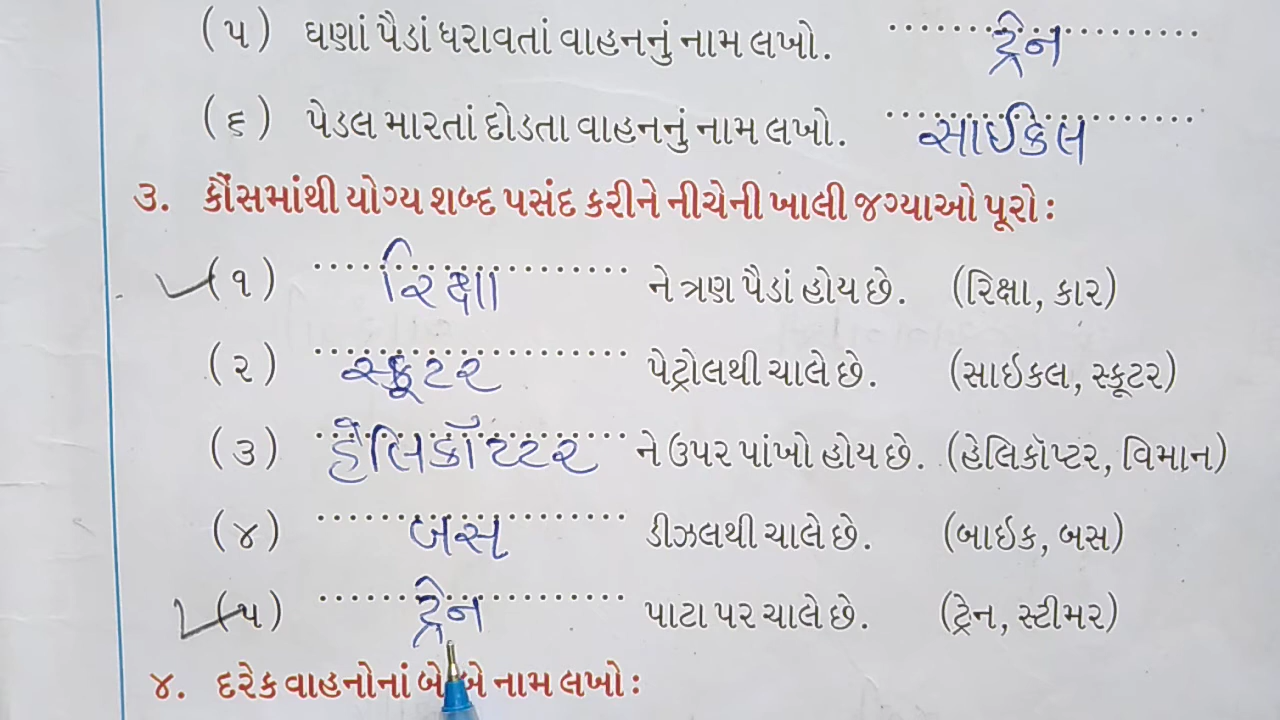 (૫) ઘણાં પૈડાં ધરાવતાં વાહનનું નામ લખો. ટ્રેન
(૬) પેડલ મારતાં દોડતા વાહનનું નામ લખો. સાઈકલ
૩. કૌંસમાંથી યોગ્ય શબ્દ પસંદ કરીને નીચેની ખાલી જગ્યાઓ પૂરો :
(૧) રિક્ષા ને ત્રણ પૈડાં હોય છે. (રિક્ષા, કાર)
(૨) સ્કૂટર પેટ્રોલથી ચાલે છે. (સાઇકલ, સ્કૂટર)
(૩) હેલિકૉપ્ટર ને ઉપર પાંખો હોય છે. (હેલિકૉપ્ટર, વિમાન)
(૪) બસ ડીઝલથી ચાલે છે. (બાઇક, બસ)
(૫) ટ્રેન પાટા પર ચાલે છે. (ટ્રેન, સ્ટીમર)
૪. દરેક વાહનોનાં બે બે નામ લખો :